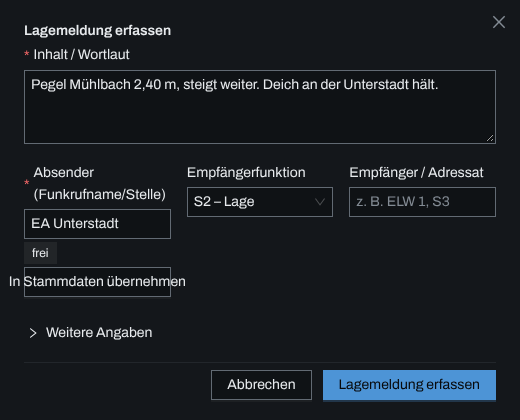 Lagemeldung erfassen
* Inhalt / Wortlaut
Pegel Mühlbach 2,40 m, steigt weiter. Deich an der Unterstadt hält.
* Absender (Funkrufname/Stelle)
Empfängerfunktion
Empfänger / Adressat
EA Unterstadt
S2 – Lage
z. B. ELW 1, S3
frei
In Stammdaten übernehmen
Weitere Angaben
Abbrechen
Lagemeldung erfassen